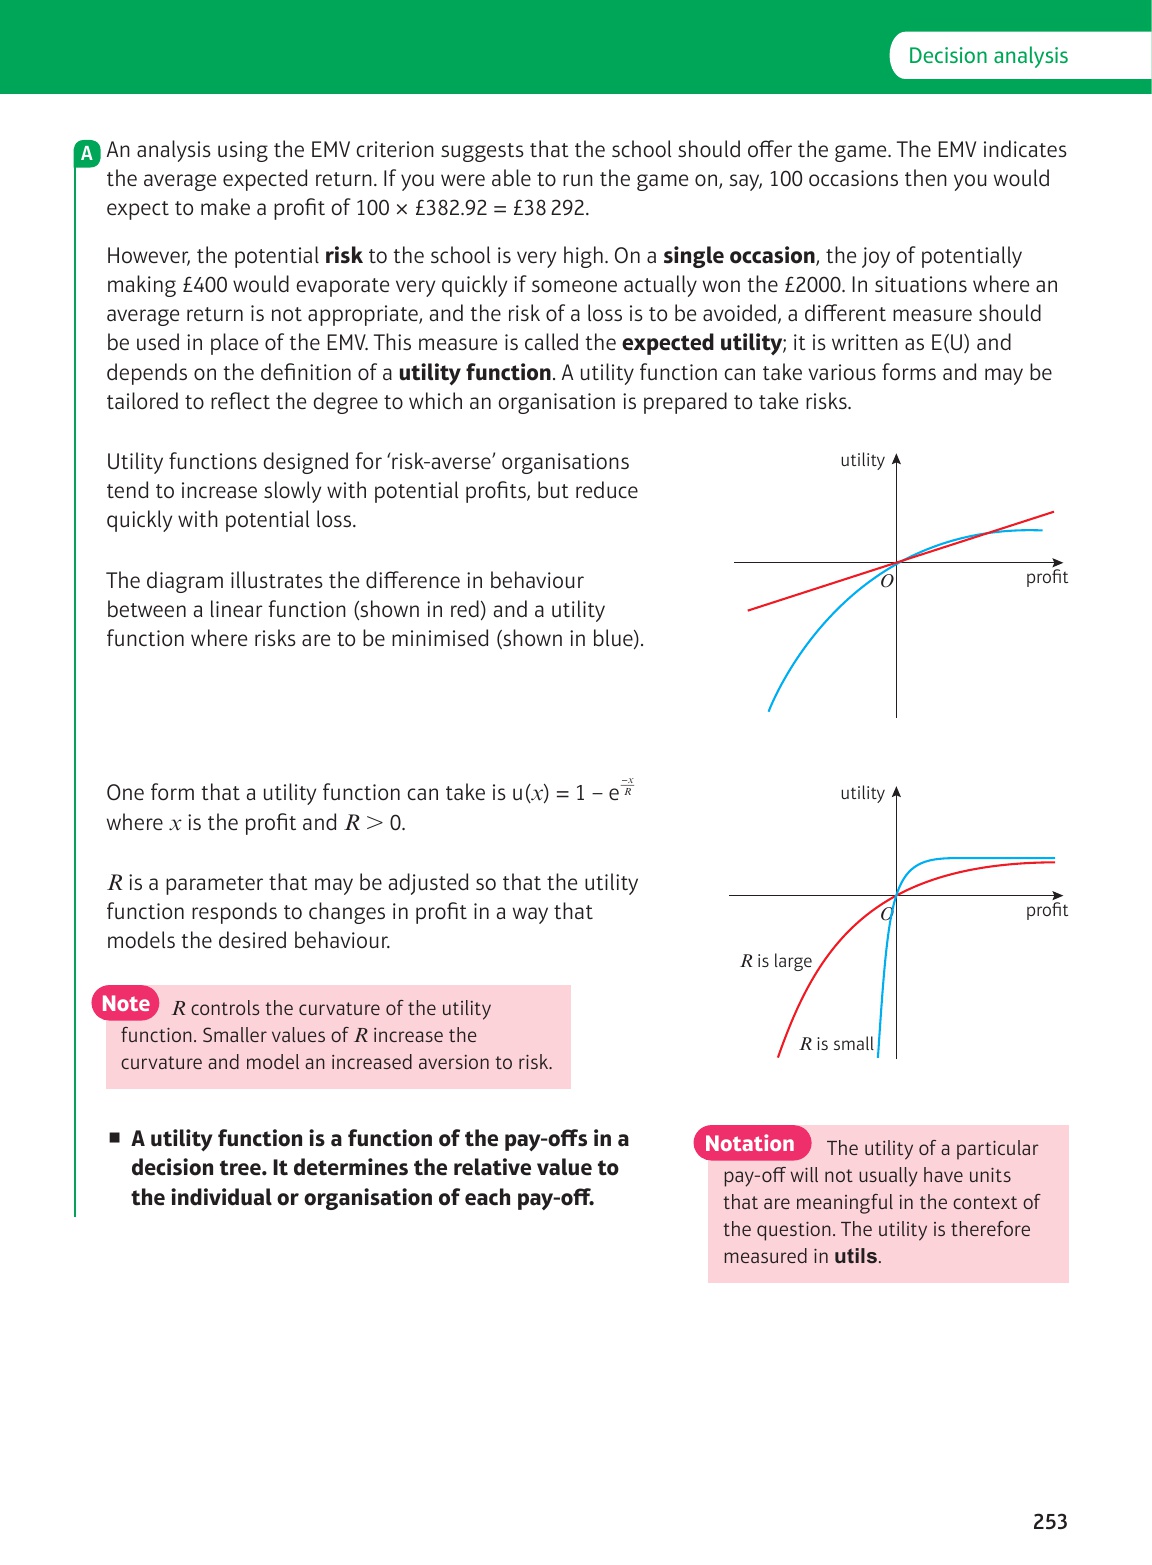 Decision analysis
A An analysis using the EMV criterion suggests that the school should offer the game. The EMV indicates
the average expected return. If you were able to run the game on, say, 100 occasions then you would
expect to make a profit of 100 × £382.92 = £38 292.
However, the potential risk to the school is very high. On a single occasion, the joy of potentially
making £400 would evaporate very quickly if someone actually won the £2000. In situations where an
average return is not appropriate, and the risk of a loss is to be avoided, a different measure should
be used in place of the EMV. This measure is called the expected utility; it is written as E(U) and
depends on the definition of a utility function. A utility function can take various forms and may be
tailored to reflect the degree to which an organisation is prepared to take risks.
Utility functions designed for ‘risk-averse’ organisations
tend to increase slowly with potential profits, but reduce
quickly with potential loss.
The diagram illustrates the difference in behaviour
between a linear function (shown in red) and a utility
function where risks are to be minimised (shown in blue).
utility
O
profit
One form that a utility function can take is u(x) = 1 – e^(–x/R)
where x is the profit and R > 0.
R is a parameter that may be adjusted so that the utility
function responds to changes in profit in a way that
models the desired behaviour.
utility
O
profit
R is large
R is small
Note R controls the curvature of the utility
function. Smaller values of R increase the
curvature and model an increased aversion to risk.
■ A utility function is a function of the pay-offs in a
decision tree. It determines the relative value to
the individual or organisation of each pay-off.
Notation The utility of a particular
pay-off will not usually have units
that are meaningful in the context of
the question. The utility is therefore
measured in utils.
253